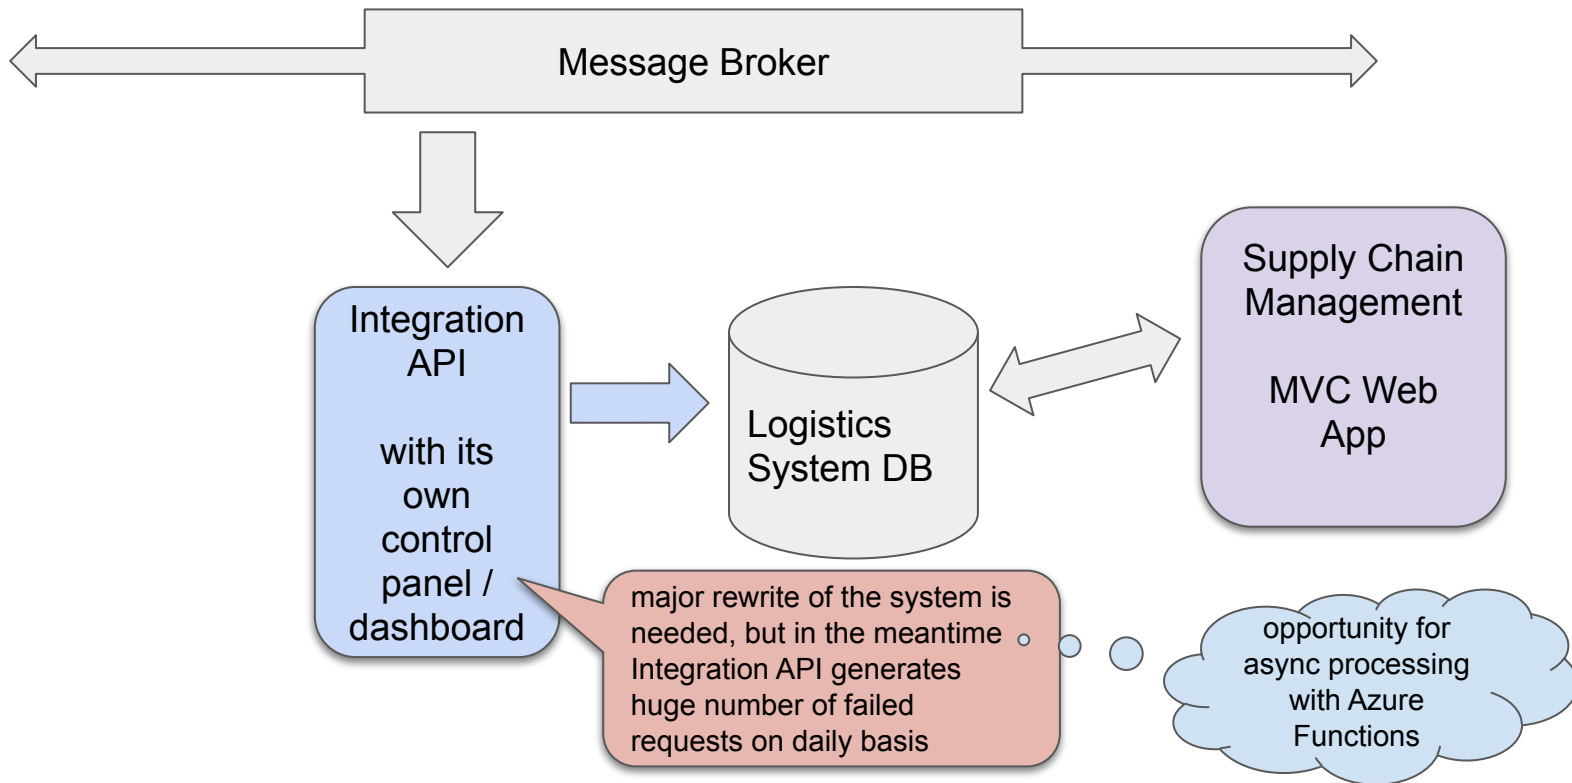 Message Broker
Integration
API
with its
own
control
panel /
dashboard
Logistics
System DB
Supply Chain
Management
MVC Web
App
major rewrite of the system is
needed, but in the meantime
Integration API generates
huge number of failed
requests on daily basis
opportunity for
async processing
with Azure
Functions